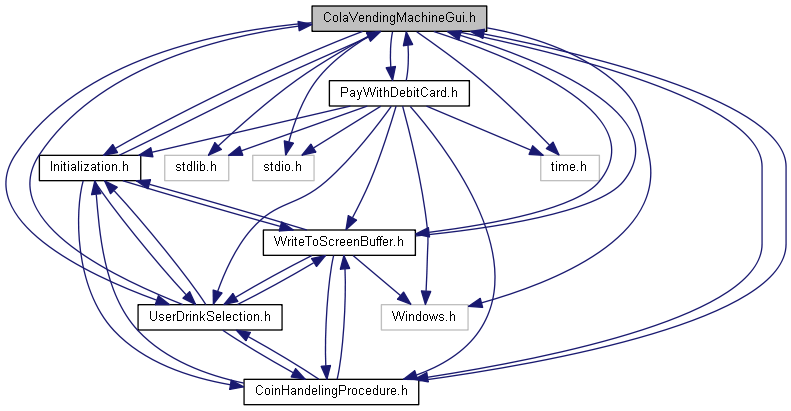 ColaVendingMachineGui.h
PayWithDebitCard.h
Initialization.h
stdlib.h
stdio.h
time.h
WriteToScreenBuffer.h
UserDrinkSelection.h
Windows.h
CoinHandelingProcedure.h